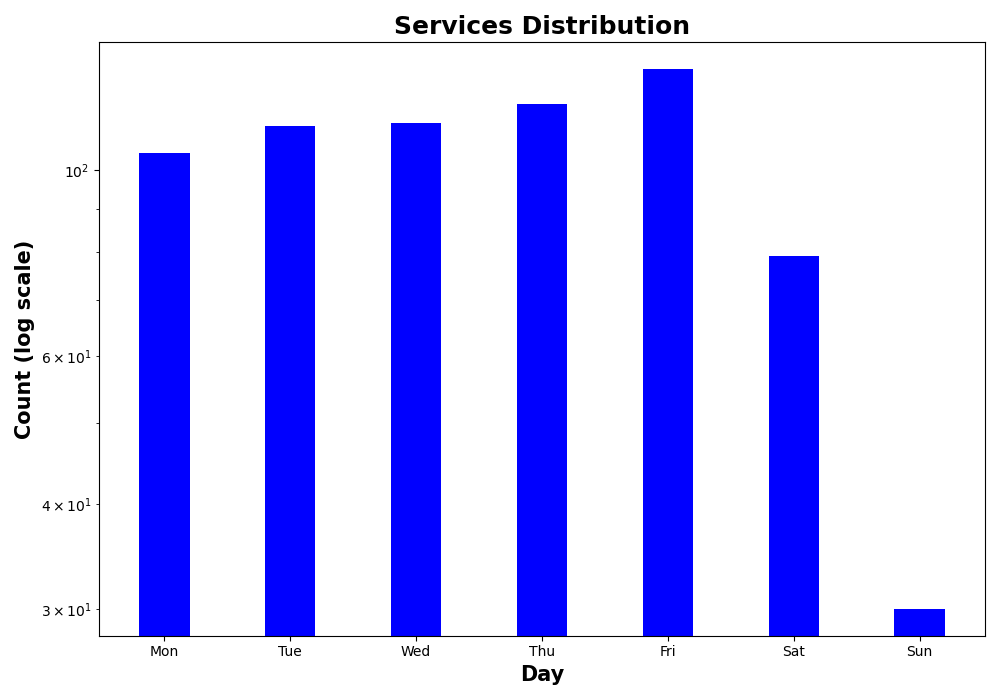 Services Distribution
Count (log scale)
10²
6 × 10¹
4 × 10¹
3 × 10¹
Mon Tue Wed Thu Fri Sat Sun
Day